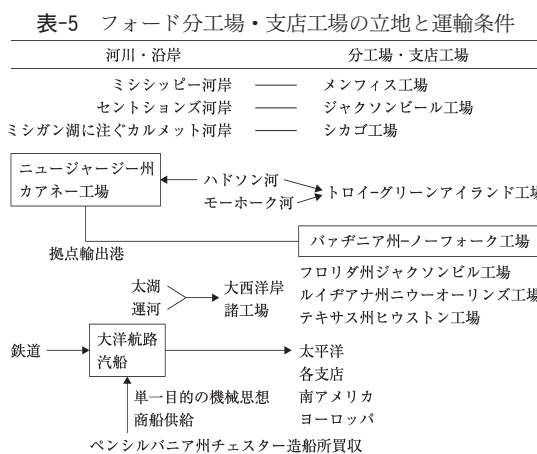 表-5 フォード分工場・支店工場の立地と運輸条件
河川・沿岸 分工場・支店工場
ミシシッピー河岸 メンフィス工場
セントションズ河岸 ジャクソンビール工場
ミシガン湖に注ぐカルメット河岸 シカゴ工場
ニュージャージー州
カアネー工場
ハドソン河
モーホーク河
トロイ-グリーンアイランド工場
拠点輸出港
バァヂニア州-ノーフォーク工場
フロリダ州ジャクソンビル工場
ルイヂアナ州ニウーオーリンズ工場
テキサス州ヒウストン工場
太湖
運河
大西洋岸
諸工場
鉄道
大洋航路
汽船
太平洋
各支店
南アメリカ
ヨーロッパ
単一目的の機械思想
商船供給
ペンシルバニア州チェスター造船所買収